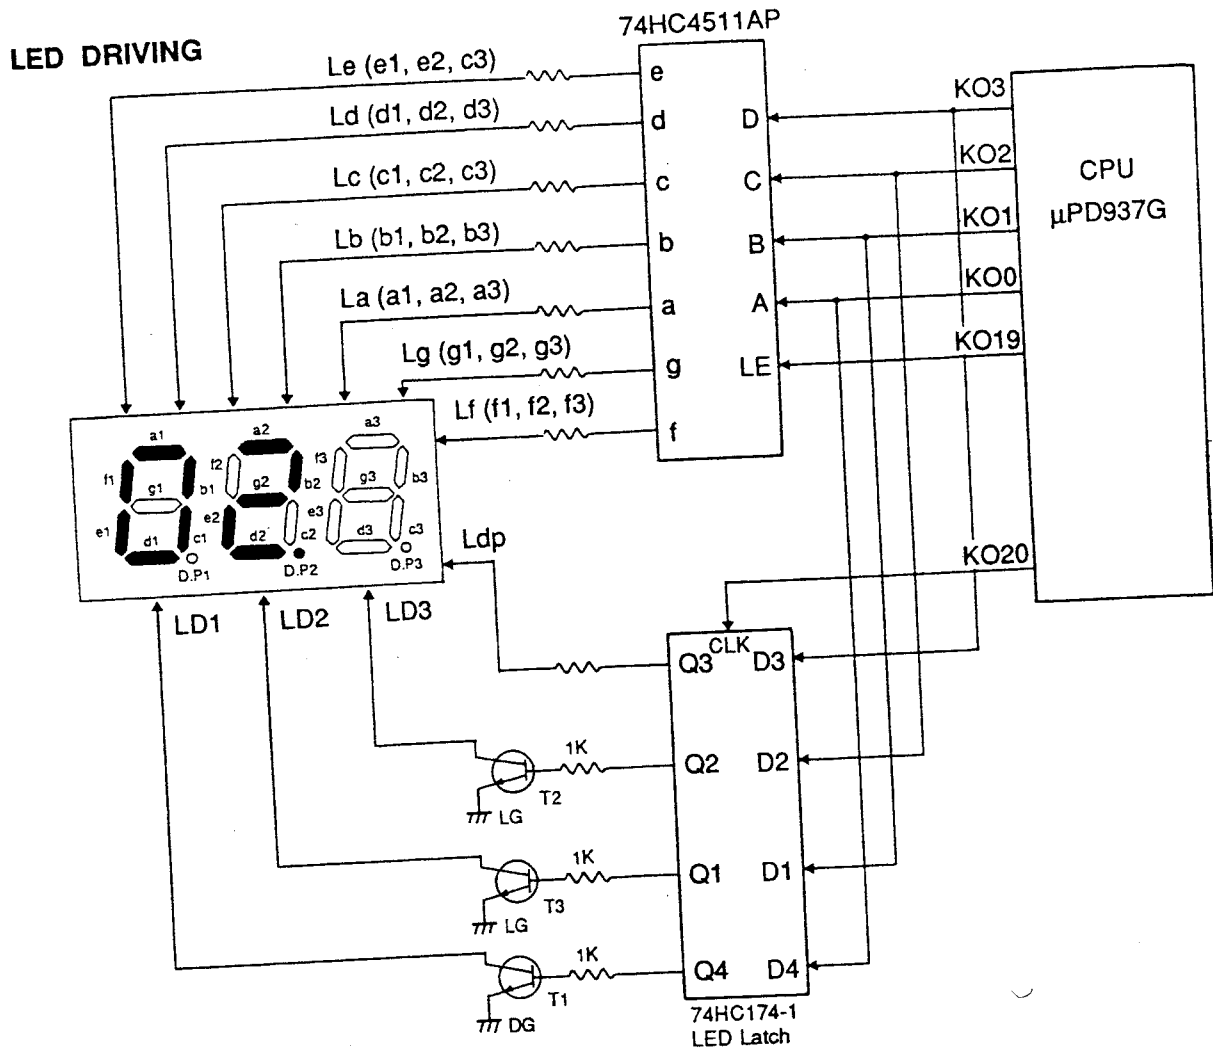 LED DRIVING
74HC4511AP
Le (e1, e2, c3)
Ld (d1, d2, d3)
Lc (c1, c2, c3)
Lb (b1, b2, b3)
La (a1, a2, a3)
Lg (g1, g2, g3)
Lf (f1, f2, f3)
e
d
c
b
a
g
f
D
C
B
A
LE
KO3
KO2
KO1
KO0
KO19
KO20
CPU
µPD937G
a1
f1
g1
b1
e1
d1
c1
D.P1
a2
f2
g2
b2
e2
d2
c2
D.P2
a3
f3
g3
b3
e3
d3
c3
D.P3
Ldp
LD1
LD2
LD3
CLK
Q3
D3
Q2
D2
Q1
D1
Q4
D4
1K
T2
LG
1K
T3
LG
1K
T1
DG
74HC174-1
LED Latch